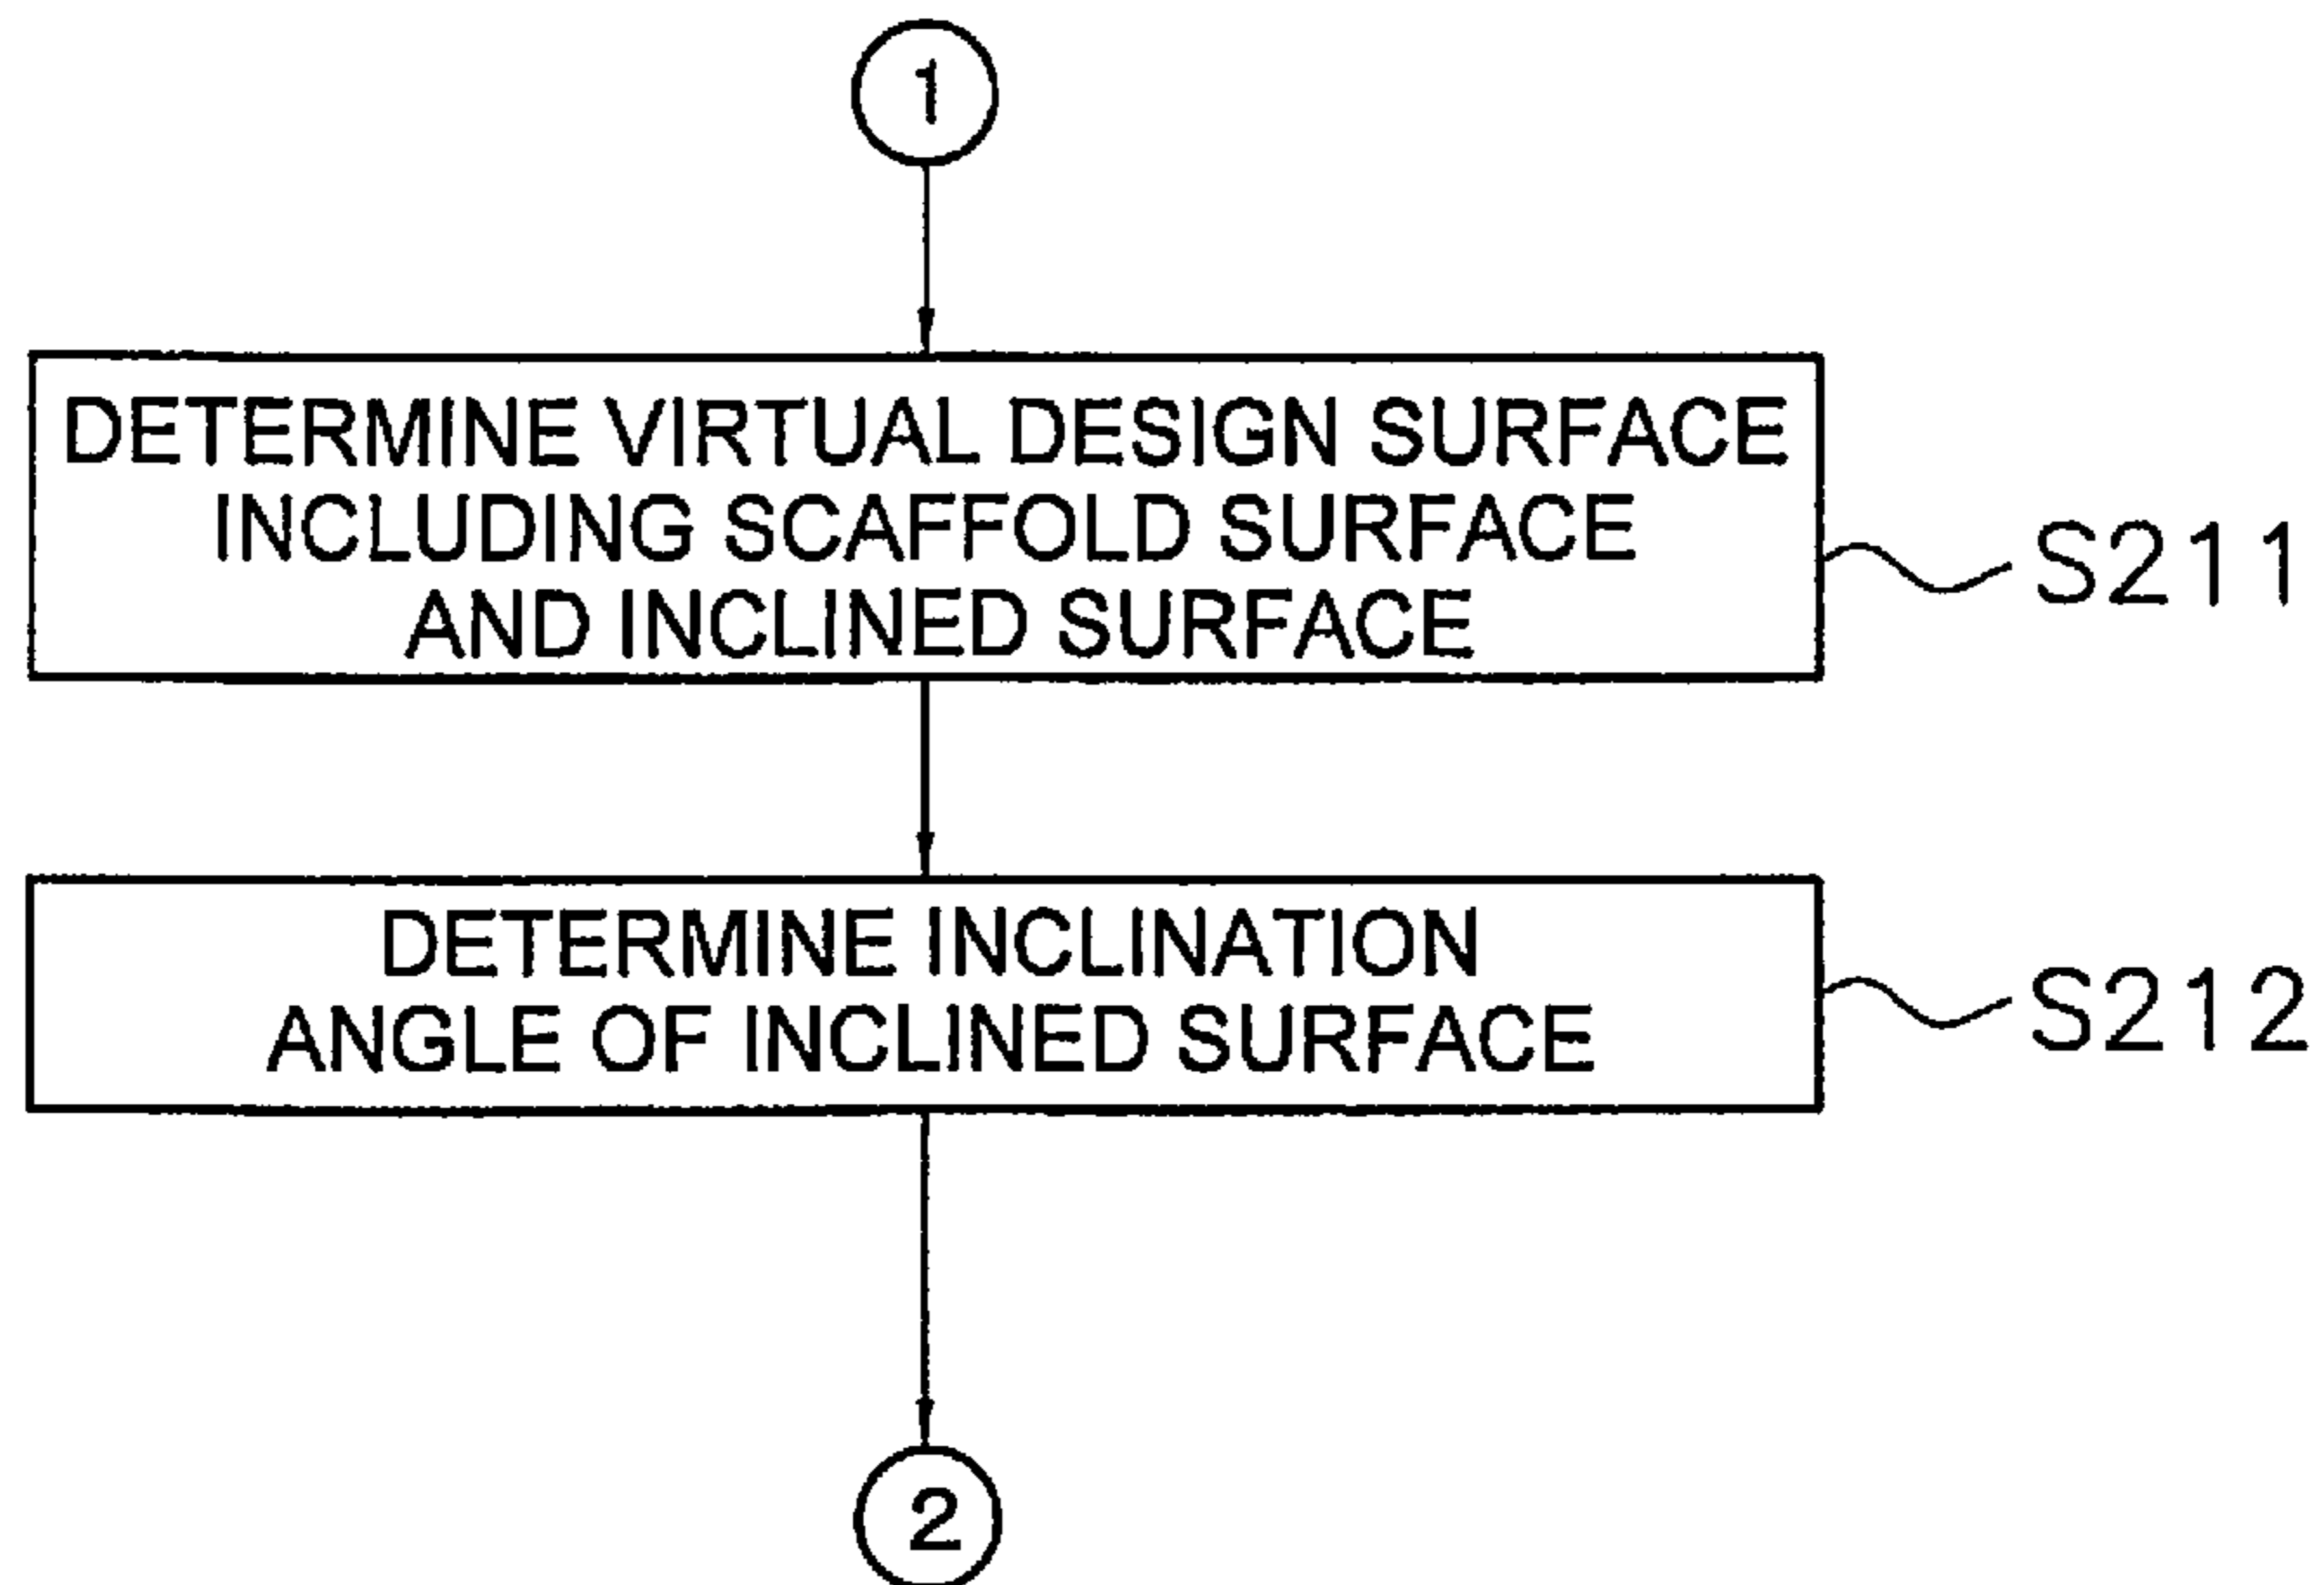 1
DETERMINE VIRTUAL DESIGN SURFACE
INCLUDING SCAFFOLD SURFACE
AND INCLINED SURFACE
S211
DETERMINE INCLINATION
ANGLE OF INCLINED SURFACE
S212
2